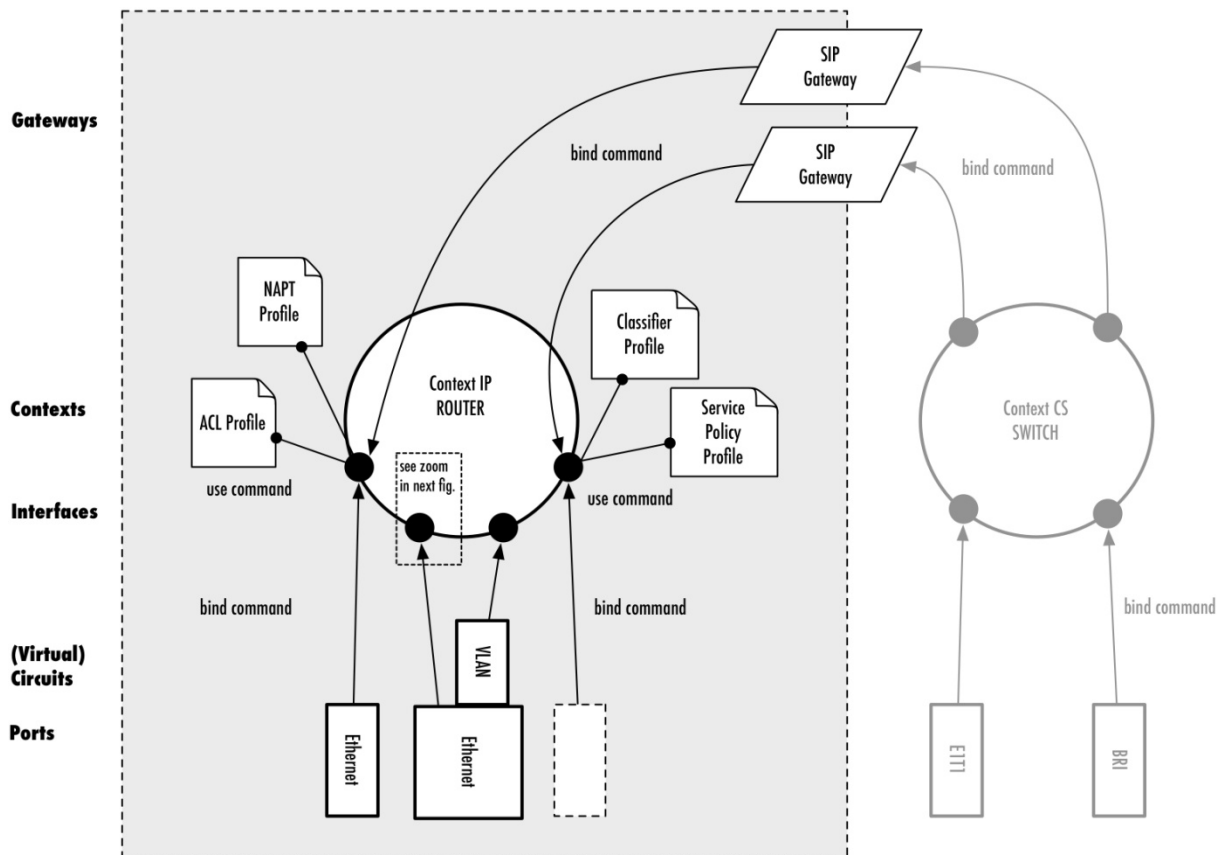 SIP
Gateway
Gateways
SIP
Gateway
bind command
bind command
NAPT
Profile
Classifier
Profile
Contexts
ACL Profile
Context IP
ROUTER
Service
Policy
Profile
Context CS
SWITCH
see zoom
in next fig.
use command
use command
Interfaces
bind command
bind command
bind command
(Virtual)
Circuits
VLAN
Ports
Ethernet
Ethernet
E1T1
BRI